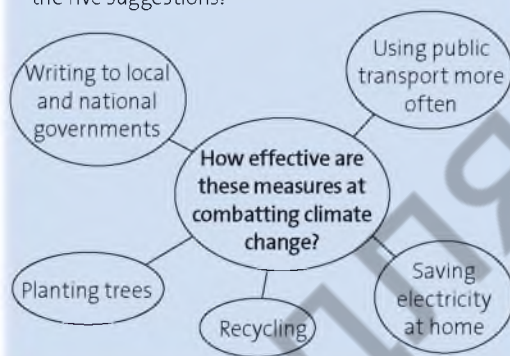 the five suggestions?
Writing to local
and national
governments
Using public
transport more
often
How effective are
these measures at
combatting climate
change?
Planting trees
Recycling
Saving
electricity
at home